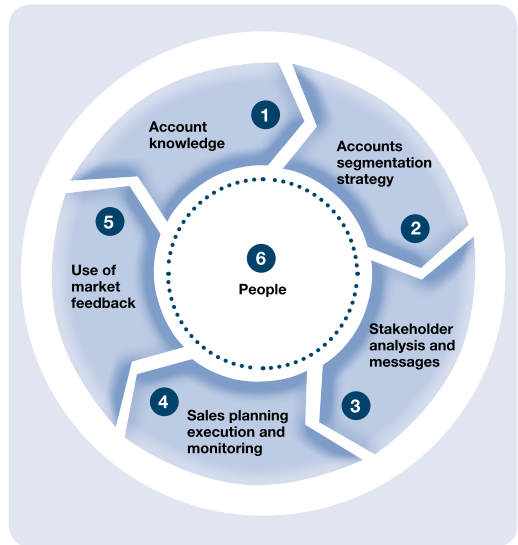 1
Account
knowledge
Accounts
segmentation
strategy
2
Stakeholder
analysis and
messages
3
4
Sales planning
execution and
monitoring
5
Use of
market
feedback
6
People